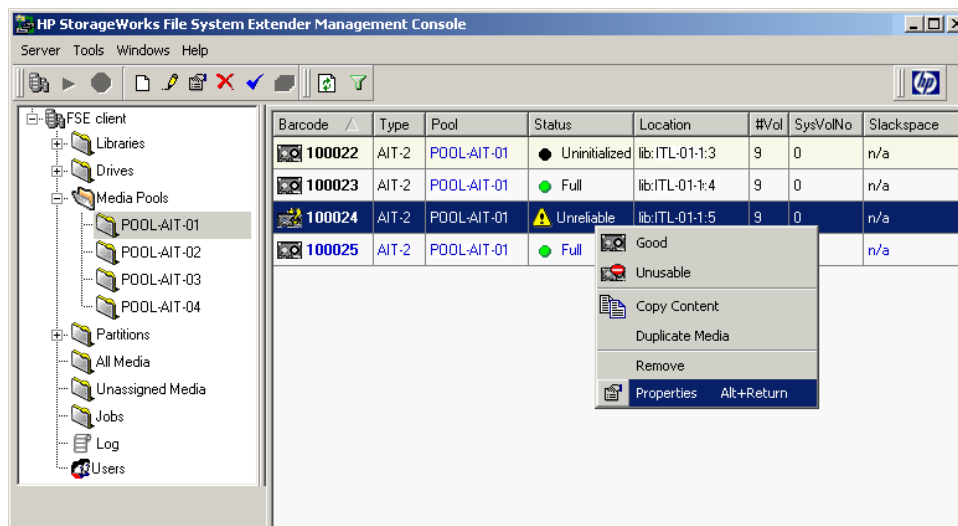 HP StorageWorks File System Extender Management Console
Server Tools Windows Help
hp
FSE client
Libraries
Drives
Media Pools
POOL-AIT-01
POOL-AIT-02
POOL-AIT-03
POOL-AIT-04
Partitions
All Media
Unassigned Media
Jobs
Log
Users
Barcode Type Pool Status Location #Vol SysVolNo Slackspace
100022 AIT-2 POOL-AIT-01 Uninitialized lib:ITL-01-1:3 9 0 n/a
100023 AIT-2 POOL-AIT-01 Full lib:ITL-01-1:4 9 0 n/a
100024 AIT-2 POOL-AIT-01 Unreliable lib:ITL-01-1:5 9 0
100025 AIT-2 POOL-AIT-01 Full n/a
Good
Unusable
Copy Content
Duplicate Media
Remove
Properties Alt+Return